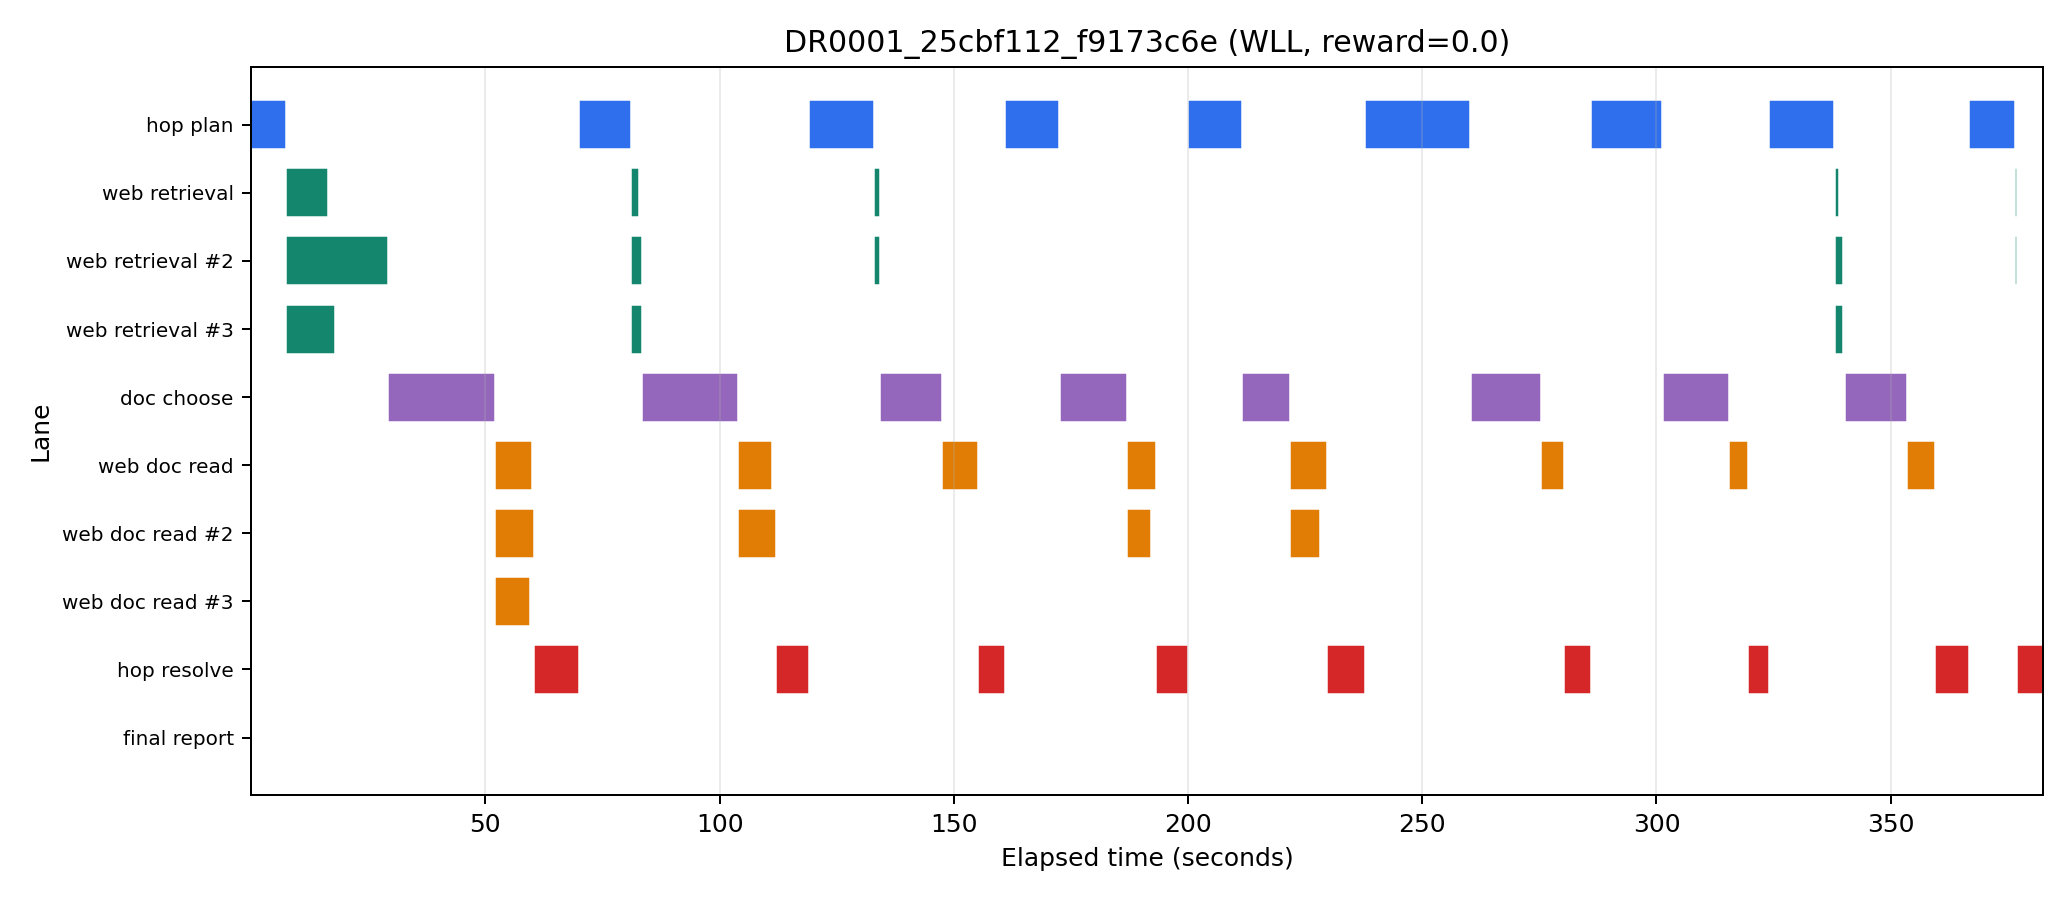 DR0001_25cbf112_f9173c6e (WLL, reward=0.0)
hop plan
web retrieval
web retrieval #2
web retrieval #3
doc choose
web doc read
web doc read #2
web doc read #3
hop resolve
final report
Lane
50 100 150 200 250 300 350
Elapsed time (seconds)